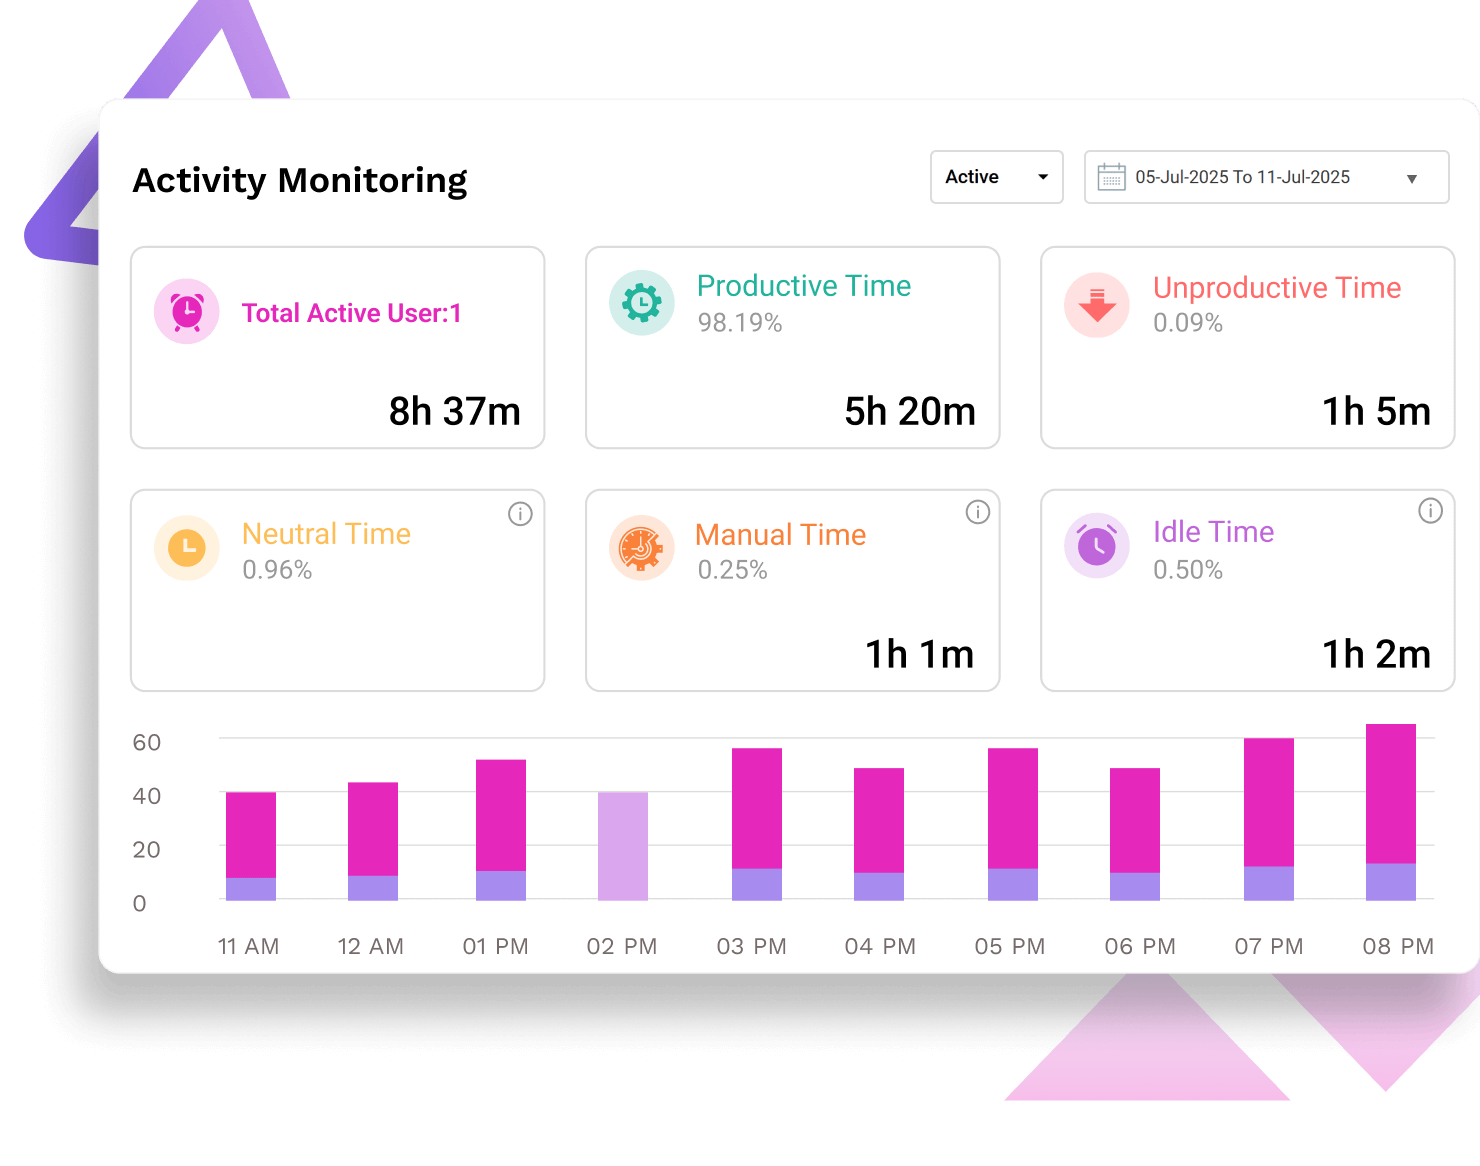 Activity Monitoring
Active
05-Jul-2025 To 11-Jul-2025
Total Active User:1
8h 37m
Productive Time
98.19%
5h 20m
Unproductive Time
0.09%
1h 5m
Neutral Time
0.96%
Manual Time
0.25%
1h 1m
Idle Time
0.50%
1h 2m
60
40
20
0
11 AM 12 AM 01 PM 02 PM 03 PM 04 PM 05 PM 06 PM 07 PM 08 PM